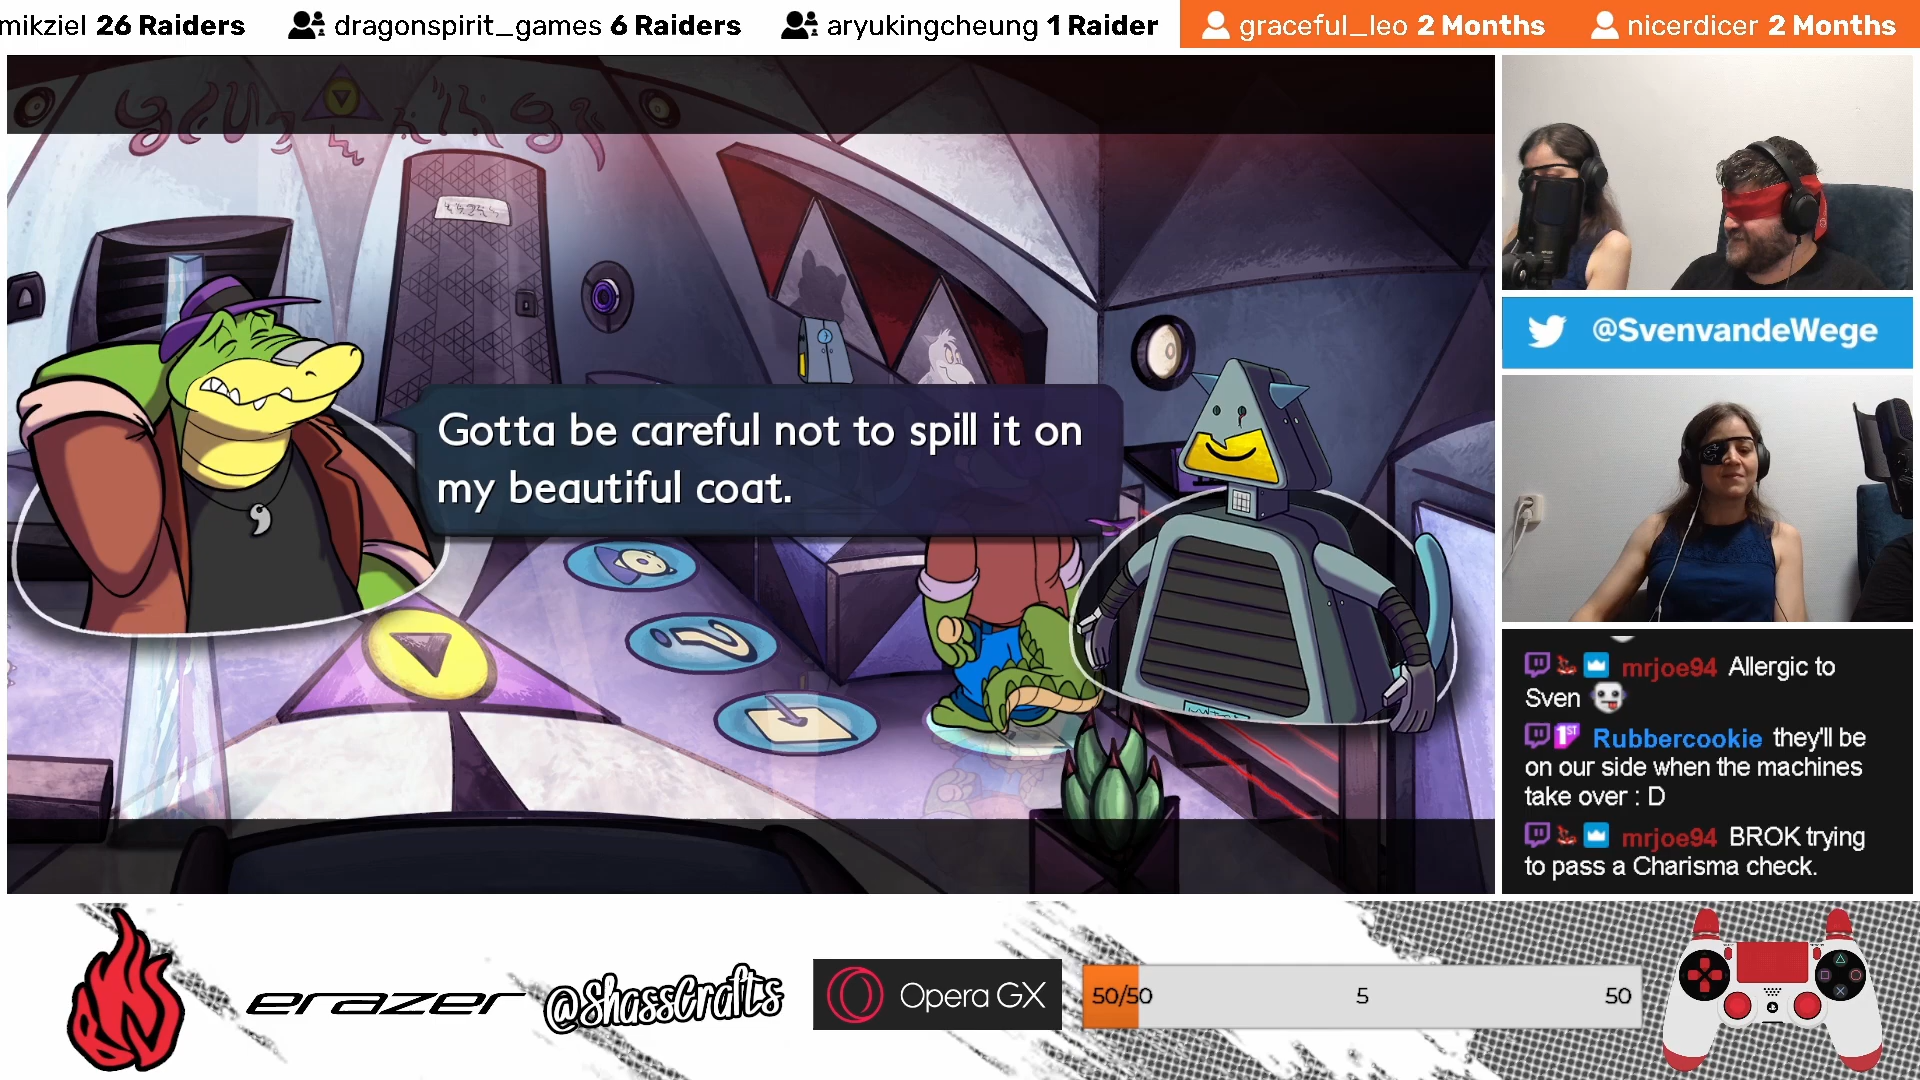 mikziel 26 Raiders dragonspirit_games 6 Raiders aryukingcheung 1 Raider graceful_leo 2 Months nicerdicer 2 Months
Gotta be careful not to spill it on
my beautiful coat.
@SvenvandeWege
mrjoe94 Allergic to
Sven
1ST Rubbercookie they'll be
on our side when the machines
take over : D
mrjoe94 BROK trying
to pass a Charisma check.
erazer @ShassCrafts Opera GX 50/50 5 50